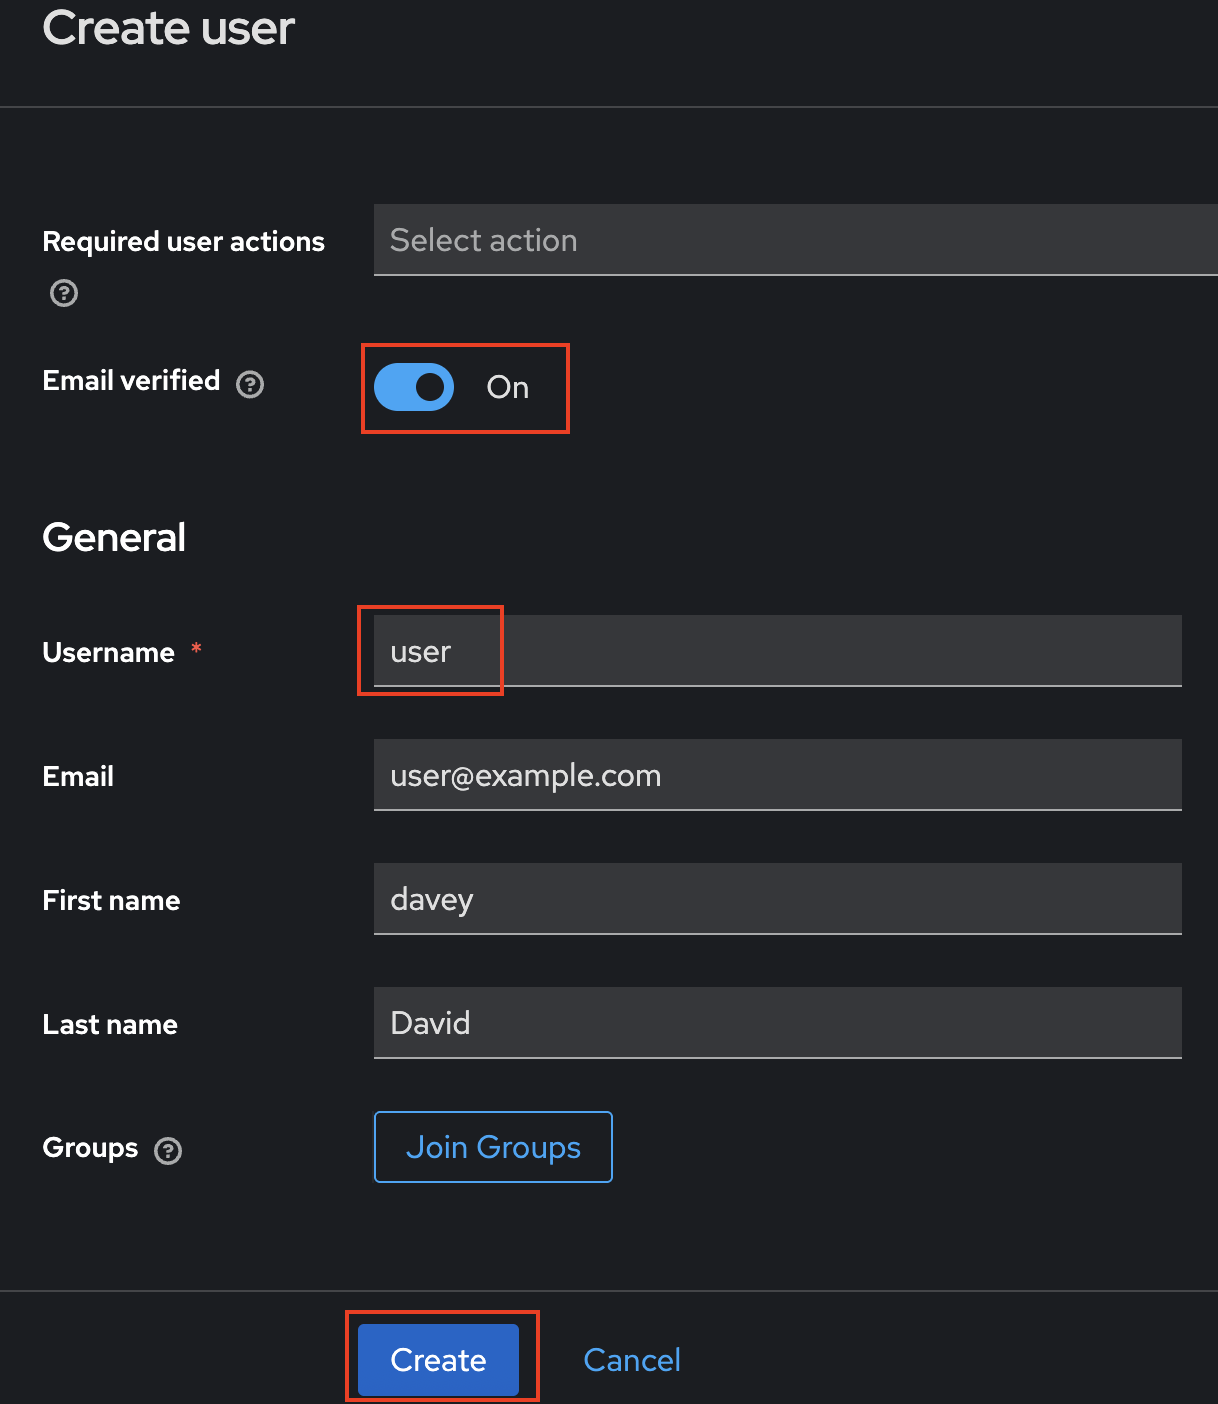 Create user
Required user actions
Select action
Email verified
On
General
Username *
user
Email
user@example.com
First name
davey
Last name
David
Groups
Join Groups
Create
Cancel